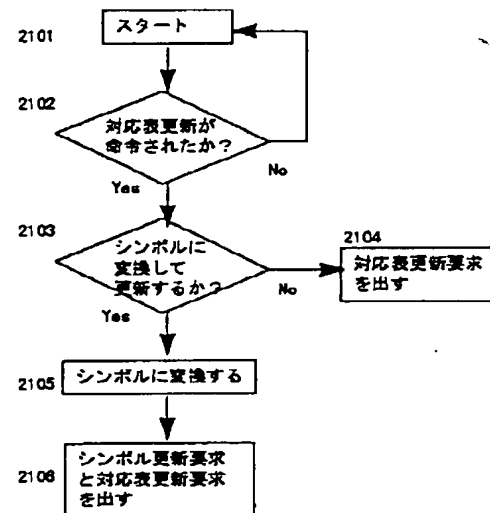 2101
スタート
2102
対応表更新が
命令されたか？
No
Yes
2103
シンボルに
変換して
更新するか？
No
Yes
2104
対応表更新要求
を出す
2105
シンボルに変換する
2106
シンボル更新要求
と対応表更新要求
を出す